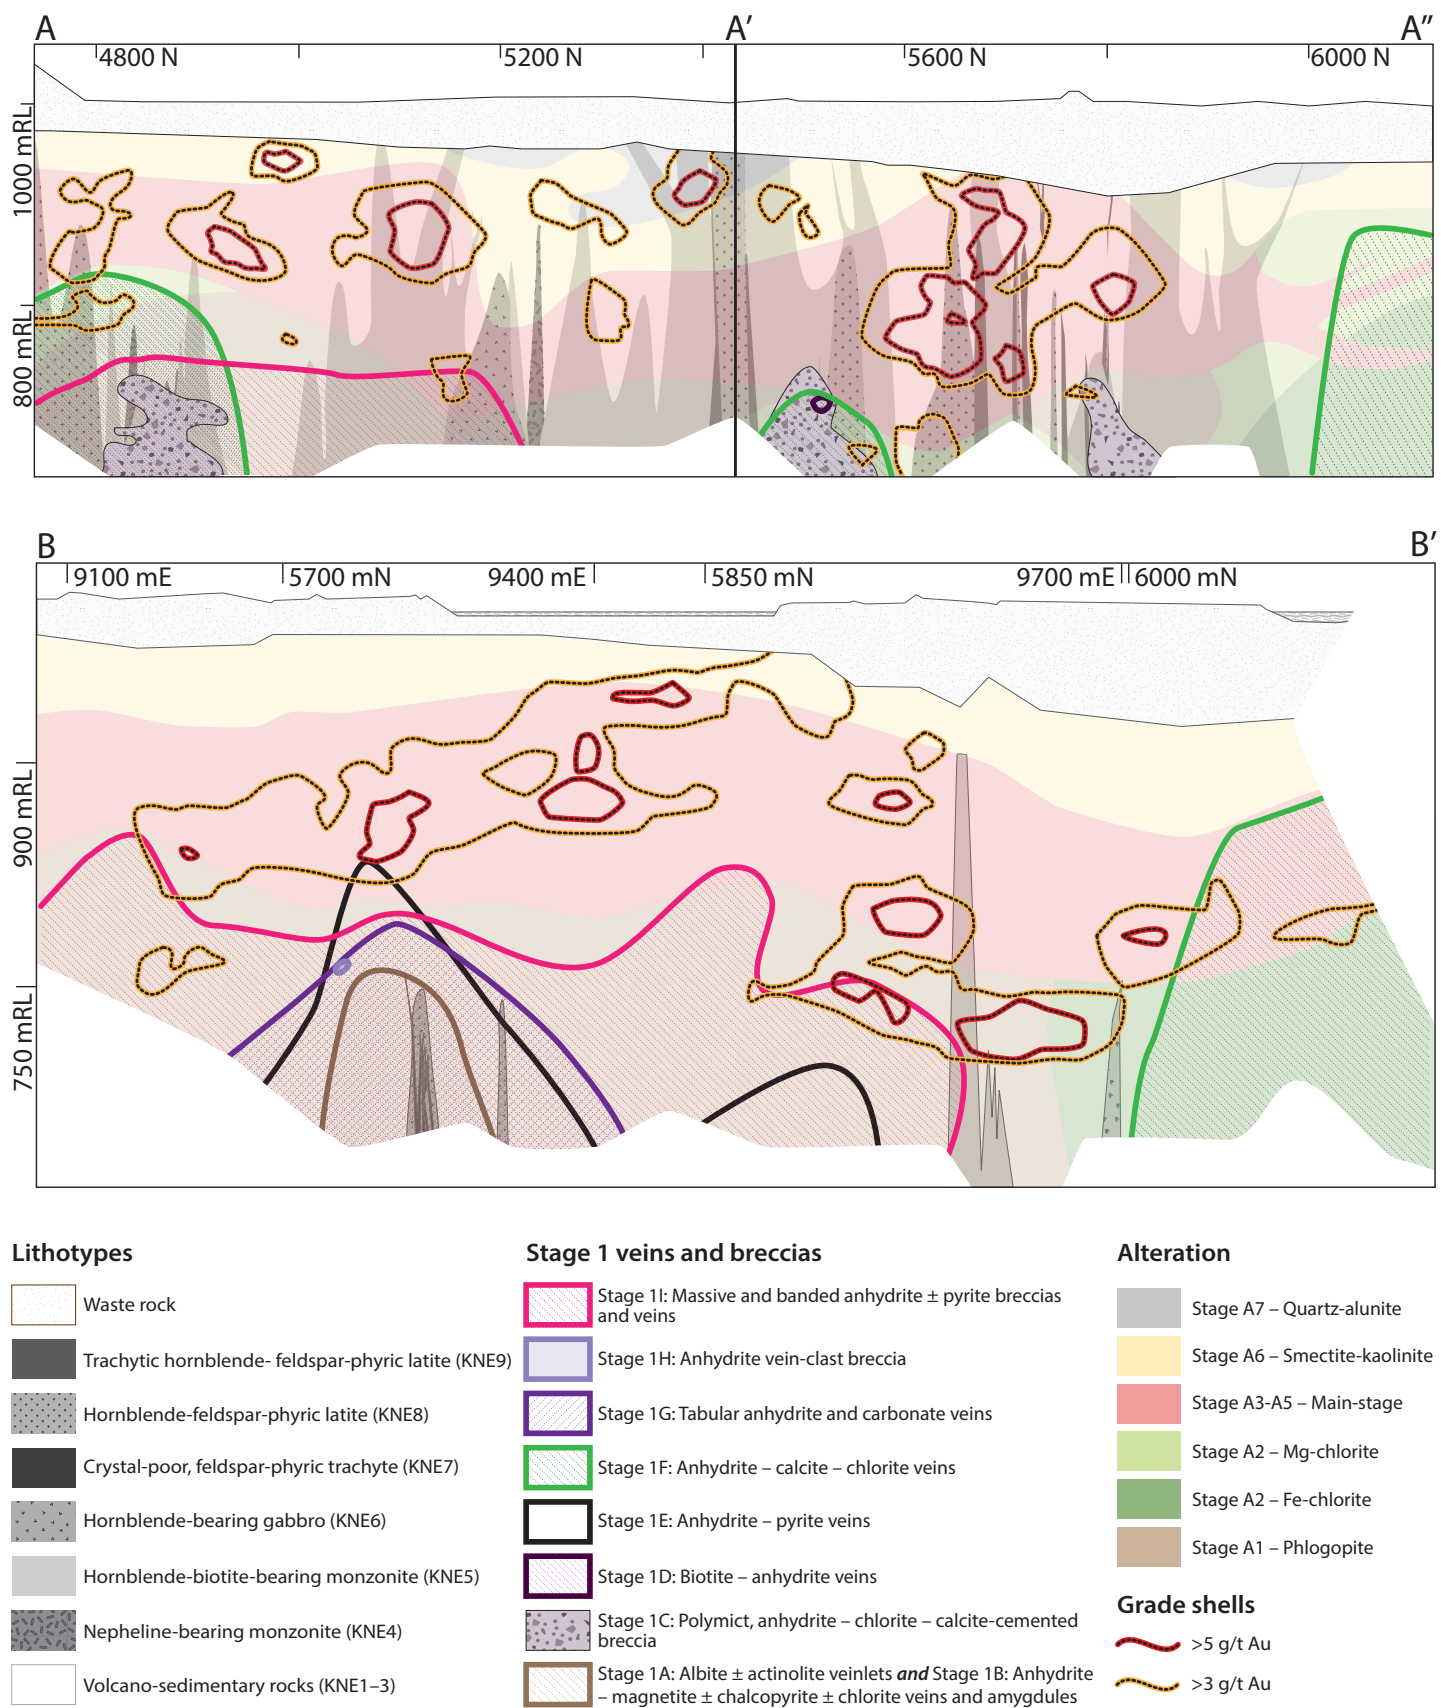 A A′ A″
4800 N 5200 N 5600 N 6000 N
1000 mRL
800 mRL
B B′
9100 mE 5700 mN 9400 mE 5850 mN 9700 mE 6000 mN
900 mRL
750 mRL
Lithotypes
Waste rock
Trachytic hornblende- feldspar-phyric latite (KNE9)
Hornblende-feldspar-phyric latite (KNE8)
Crystal-poor, feldspar-phyric trachyte (KNE7)
Hornblende-bearing gabbro (KNE6)
Hornblende-biotite-bearing monzonite (KNE5)
Nepheline-bearing monzonite (KNE4)
Volcano-sedimentary rocks (KNE1–3)
Stage 1 veins and breccias
Stage 1I: Massive and banded anhydrite ± pyrite breccias
and veins
Stage 1H: Anhydrite vein-clast breccia
Stage 1G: Tabular anhydrite and carbonate veins
Stage 1F: Anhydrite – calcite – chlorite veins
Stage 1E: Anhydrite – pyrite veins
Stage 1D: Biotite – anhydrite veins
Stage 1C: Polymict, anhydrite – chlorite – calcite-cemented
breccia
Stage 1A: Albite ± actinolite veinlets and Stage 1B: Anhydrite
– magnetite ± chalcopyrite ± chlorite veins and amygdules
Alteration
Stage A7 – Quartz-alunite
Stage A6 – Smectite-kaolinite
Stage A3-A5 – Main-stage
Stage A2 – Mg-chlorite
Stage A2 – Fe-chlorite
Stage A1 – Phlogopite
Grade shells
>5 g/t Au
>3 g/t Au